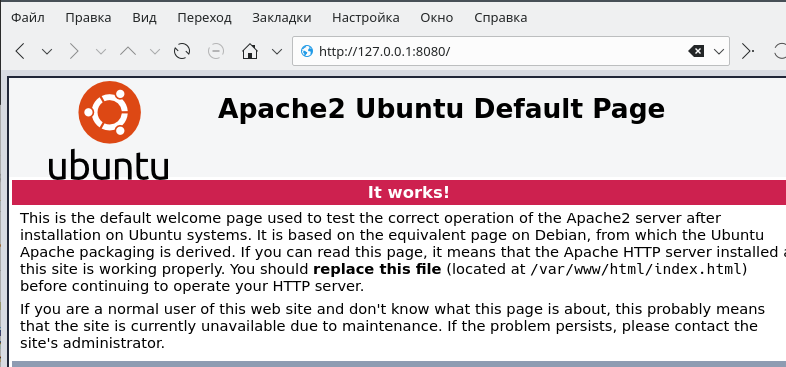 Файл Правка Вид Переход Закладки Настройка Окно Справка
http://127.0.0.1:8080/
Apache2 Ubuntu Default Page
ubuntu
It works!
This is the default welcome page used to test the correct operation of the Apache2 server after
installation on Ubuntu systems. It is based on the equivalent page on Debian, from which the Ubuntu
Apache packaging is derived. If you can read this page, it means that the Apache HTTP server installed a
this site is working properly. You should replace this file (located at /var/www/html/index.html)
before continuing to operate your HTTP server.
If you are a normal user of this web site and don't know what this page is about, this probably means
that the site is currently unavailable due to maintenance. If the problem persists, please contact the
site's administrator.